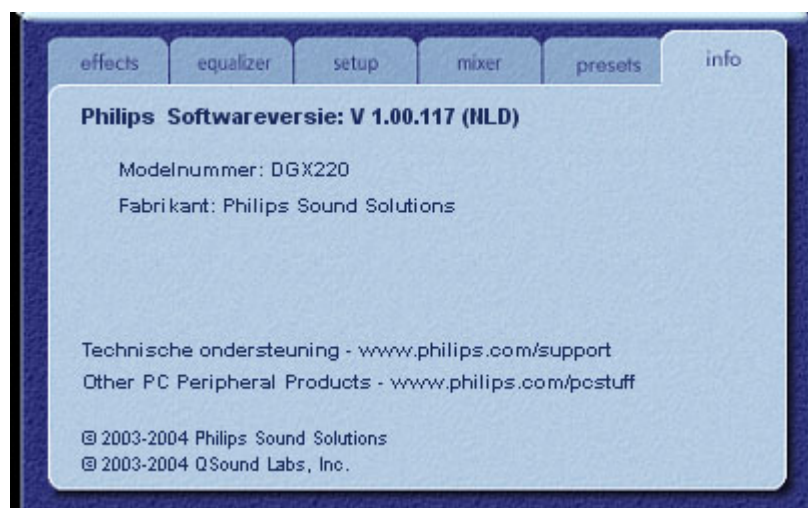 effects equalizer setup mixer presets info
Philips Softwareversie: V 1.00.117 (NLD)
Modelnummer: DGX220
Fabrikant: Philips Sound Solutions
Technische ondersteuning - www.philips.com/support
Other PC Peripheral Products - www.philips.com/pcstuff
© 2003-2004 Philips Sound Solutions
© 2003-2004 QSound Labs, Inc.